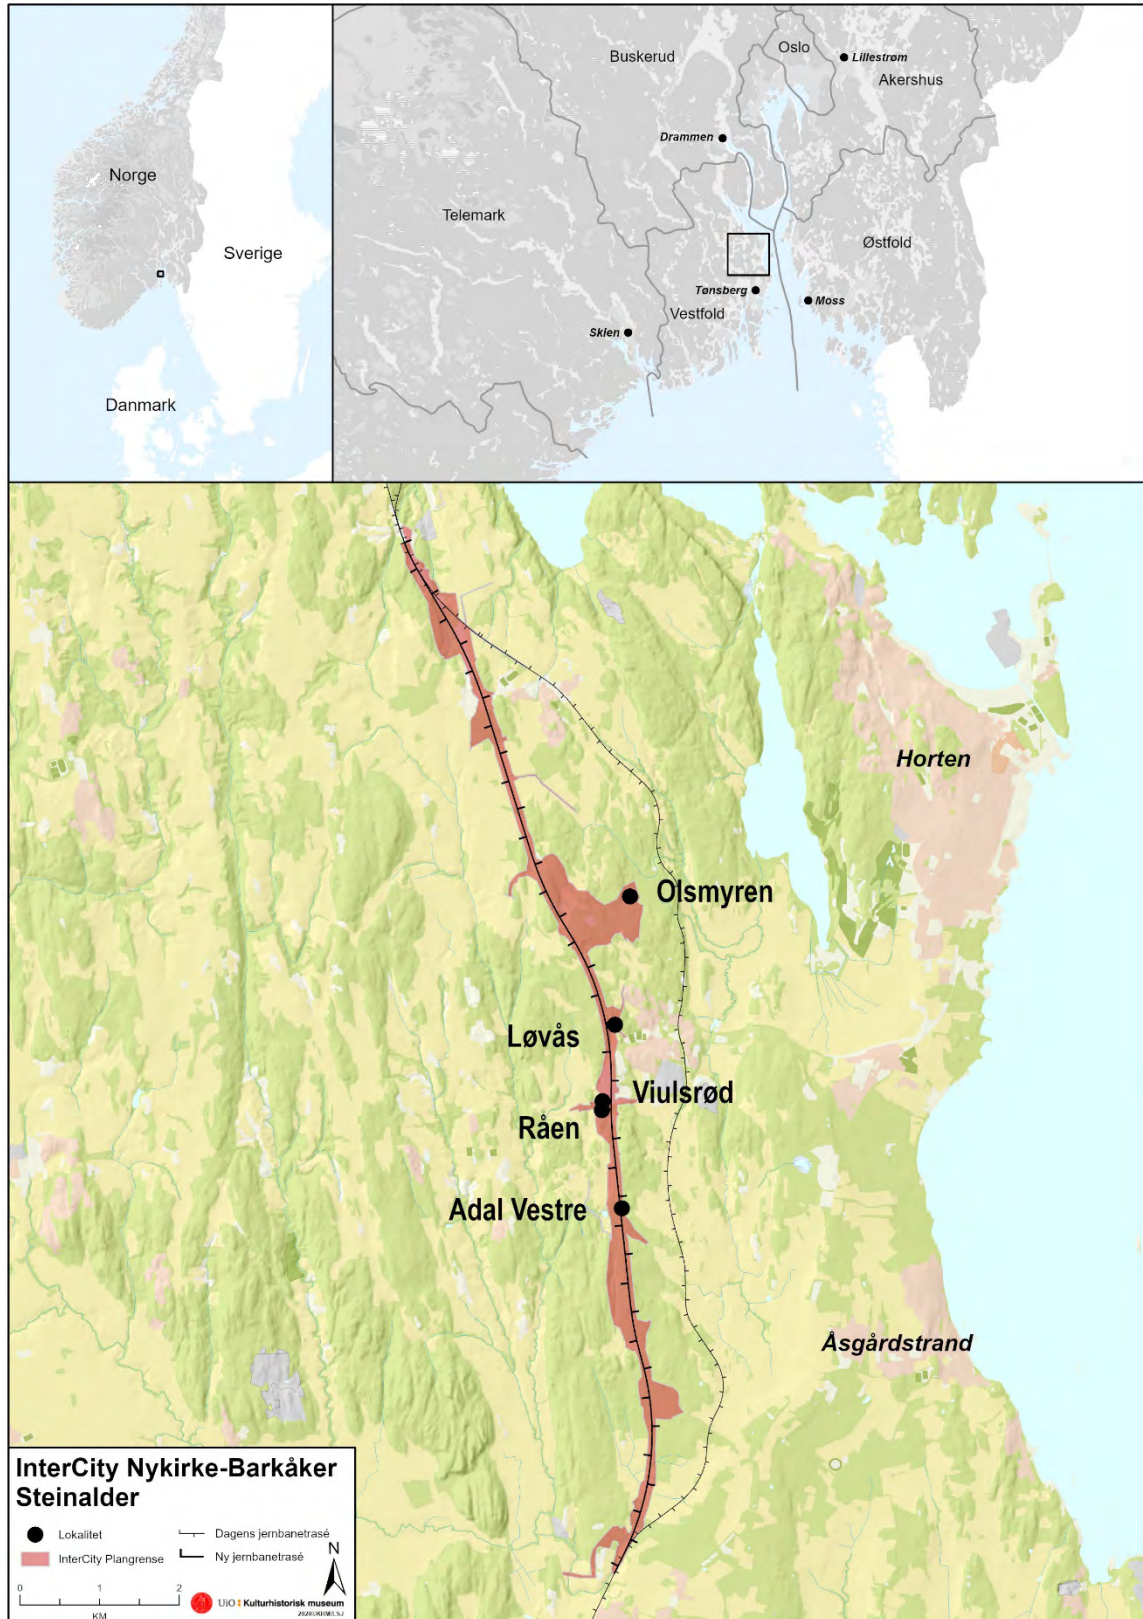 Norge
Sverige
Danmark
Buskerud
Oslo
Lillestrøm
Akershus
Drammen
Telemark
Østfold
Tønsberg
Vestfold
Moss
Skien
Horten
Olsmyren
Løvås
Viulsrød
Råen
Adal Vestre
Åsgårdstrand
InterCity Nykirke-Barkåker
Steinalder
Lokalitet
Dagens jernbanetrasé
InterCity Plangrense
Ny jernbanetrasé
N
0 1 2
KM
UiO Kulturhistorisk museum